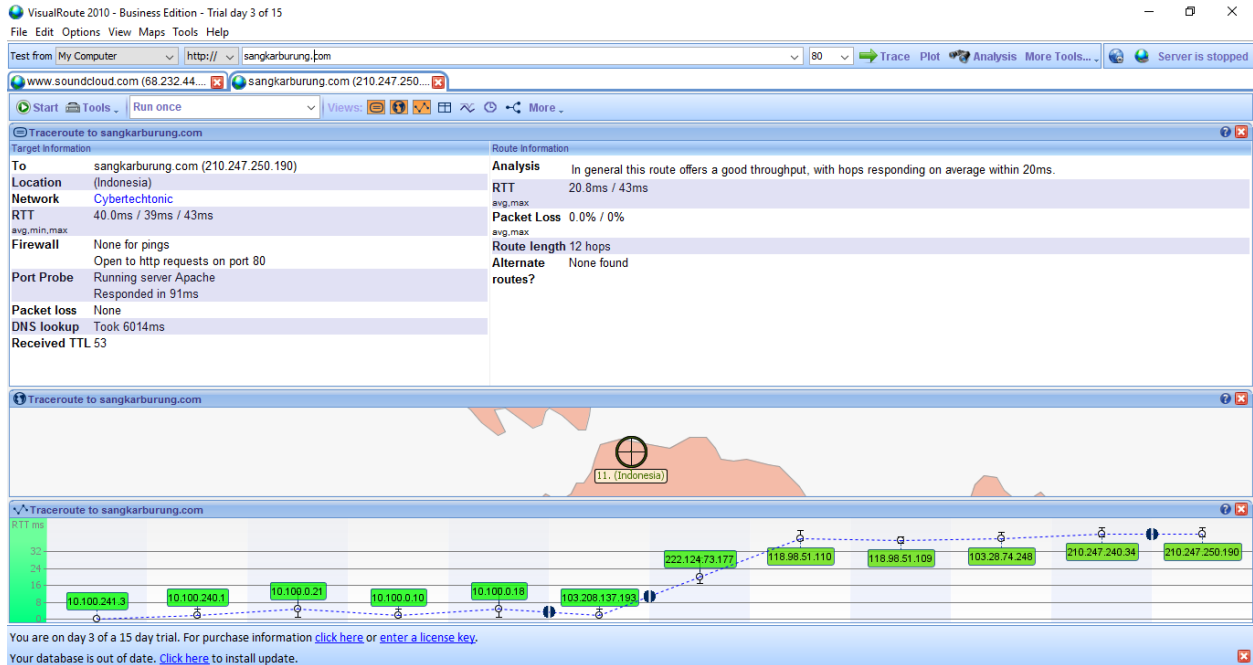 VisualRoute 2010 - Business Edition - Trial day 3 of 15
File Edit Options View Maps Tools Help
Test from My Computer http:// sangkarburung.com 80 Trace Plot Analysis More Tools... Server is stopped
www.soundcloud.com (68.232.44.... sangkarburung.com (210.247.250....
Start Tools Run once Views: More
Traceroute to sangkarburung.com
Target Information
To sangkarburung.com (210.247.250.190)
Location (Indonesia)
Network Cybertechtonic
RTT 40.0ms / 39ms / 43ms
avg,min,max
Firewall None for pings
Open to http requests on port 80
Port Probe Running server Apache
Responded in 91ms
Packet loss None
DNS lookup Took 6014ms
Received TTL 53
Route Information
Analysis In general this route offers a good throughput, with hops responding on average within 20ms.
RTT 20.8ms / 43ms
avg,max
Packet Loss 0.0% / 0%
avg,max
Route length 12 hops
Alternate None found
routes?
Traceroute to sangkarburung.com
11. (Indonesia)
Traceroute to sangkarburung.com
RTT ms
32
24
16
8
0
10.100.241.3
10.100.240.1
10.100.0.21
10.100.0.10
10.100.0.18
103.208.137.193
222.124.73.177
118.98.51.110
118.98.51.109
103.28.74.248
210.247.240.34
210.247.250.190
You are on day 3 of a 15 day trial. For purchase information click here or enter a license key.
Your database is out of date. Click here to install update.